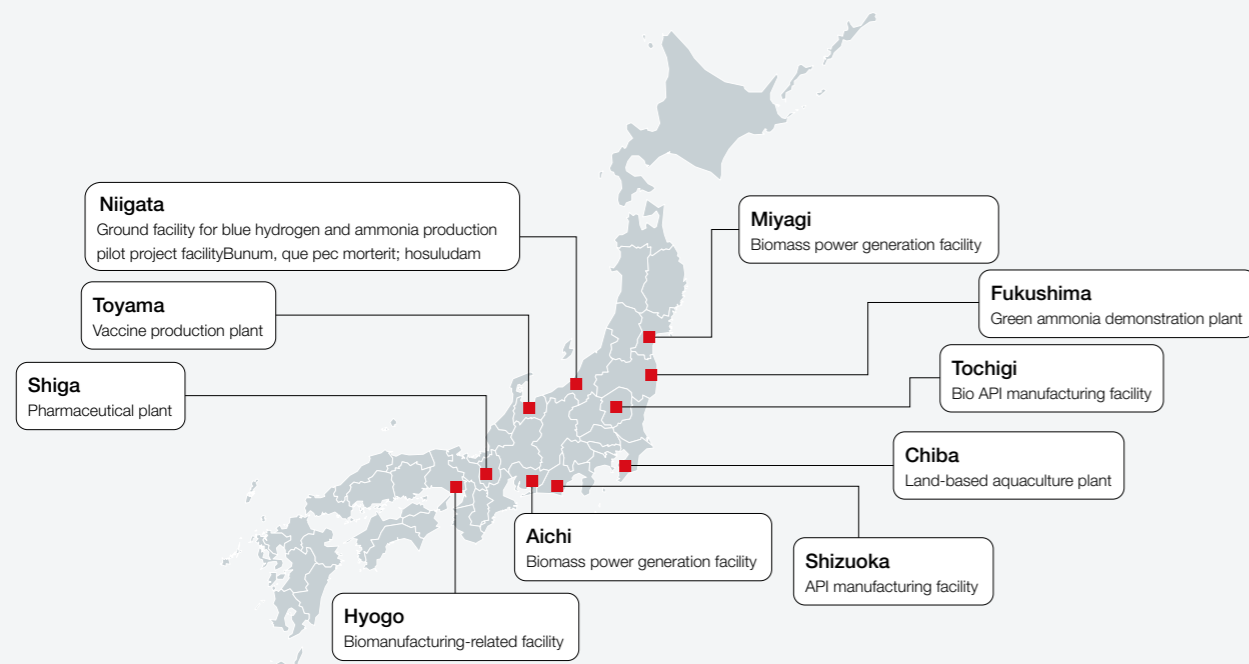 Niigata
Ground facility for blue hydrogen and ammonia production
pilot project facilityBunum, que pec morterit; hosuludam
Toyama
Vaccine production plant
Shiga
Pharmaceutical plant
Miyagi
Biomass power generation facility
Fukushima
Green ammonia demonstration plant
Tochigi
Bio API manufacturing facility
Chiba
Land-based aquaculture plant
Aichi
Biomass power generation facility
Shizuoka
API manufacturing facility
Hyogo
Biomanufacturing-related facility